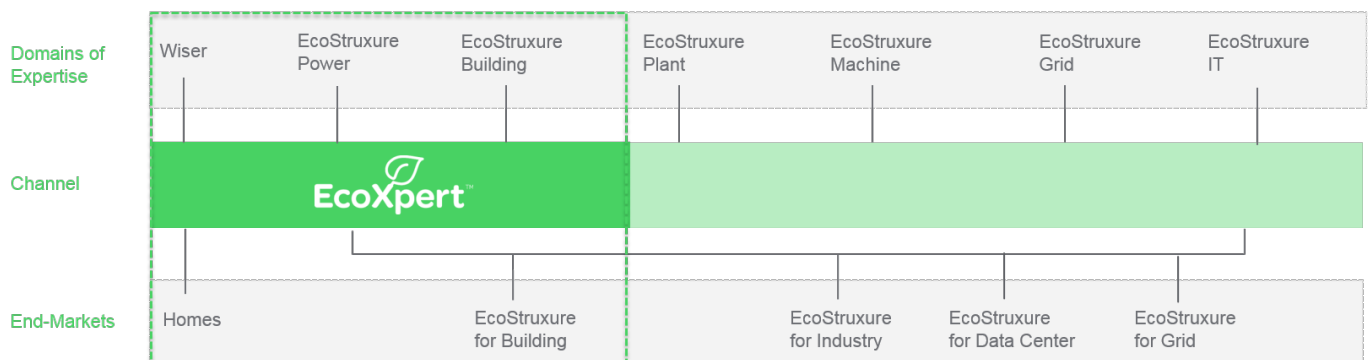 Domains of
Expertise
Wiser
EcoStruxure
Power
EcoStruxure
Building
EcoStruxure
Plant
EcoStruxure
Machine
EcoStruxure
Grid
EcoStruxure
IT
Channel
EcoXpert™
End-Markets
Homes
EcoStruxure
for Building
EcoStruxure
for Industry
EcoStruxure
for Data Center
EcoStruxure
for Grid